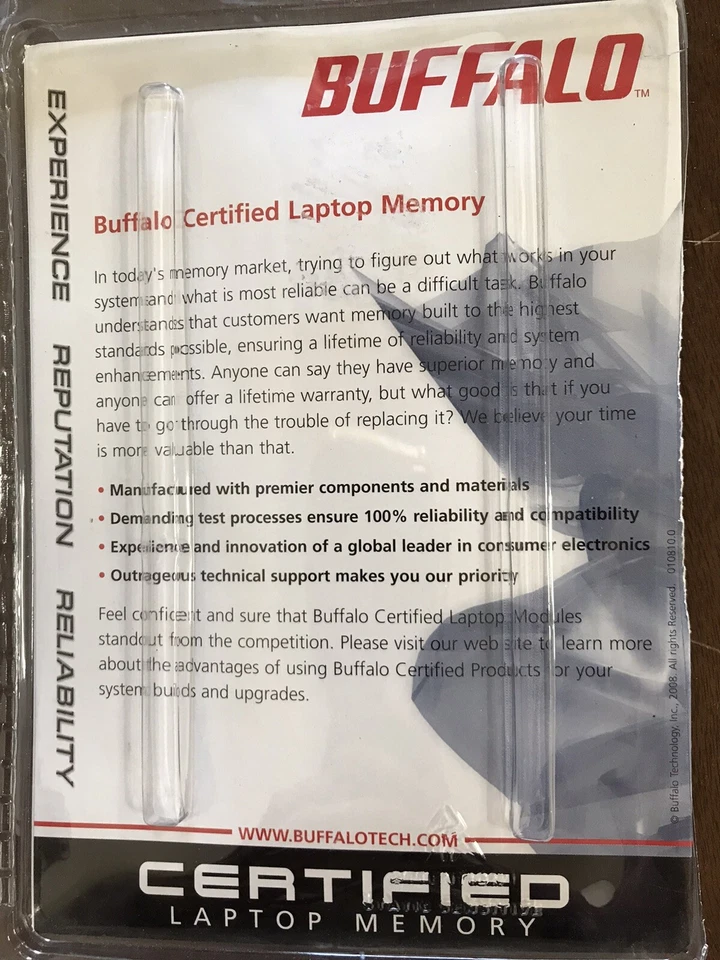 BUFFALO™
EXPERIENCE REPUTATION RELIABILITY
Buffalo Certified Laptop Memory
In today's memory market, trying to figure out what works in your
system and what is most reliable can be a difficult task. Buffalo
understands that customers want memory built to the highest
standards possible, ensuring a lifetime of reliability and system
enhancements. Anyone can say they have superior memory and
anyone can offer a lifetime warranty, but what good is that if you
have to go through the trouble of replacing it? We believe your time
is more valuable than that.
• Manufactured with premier components and materials
• Demanding test processes ensure 100% reliability and compatibility
• Experience and innovation of a global leader in consumer electronics
• Outrageous technical support makes you our priority
Feel confident and sure that Buffalo Certified Laptop Modules
standout from the competition. Please visit our web site to learn more
about the advantages of using Buffalo Certified Products for your
system builds and upgrades.
© Buffalo Technology, Inc., 2008. All rights Reserved. 010810.0
WWW.BUFFALOTECH.COM
CERTIFIED
LAPTOP MEMORY
STATIC SENSITIVE